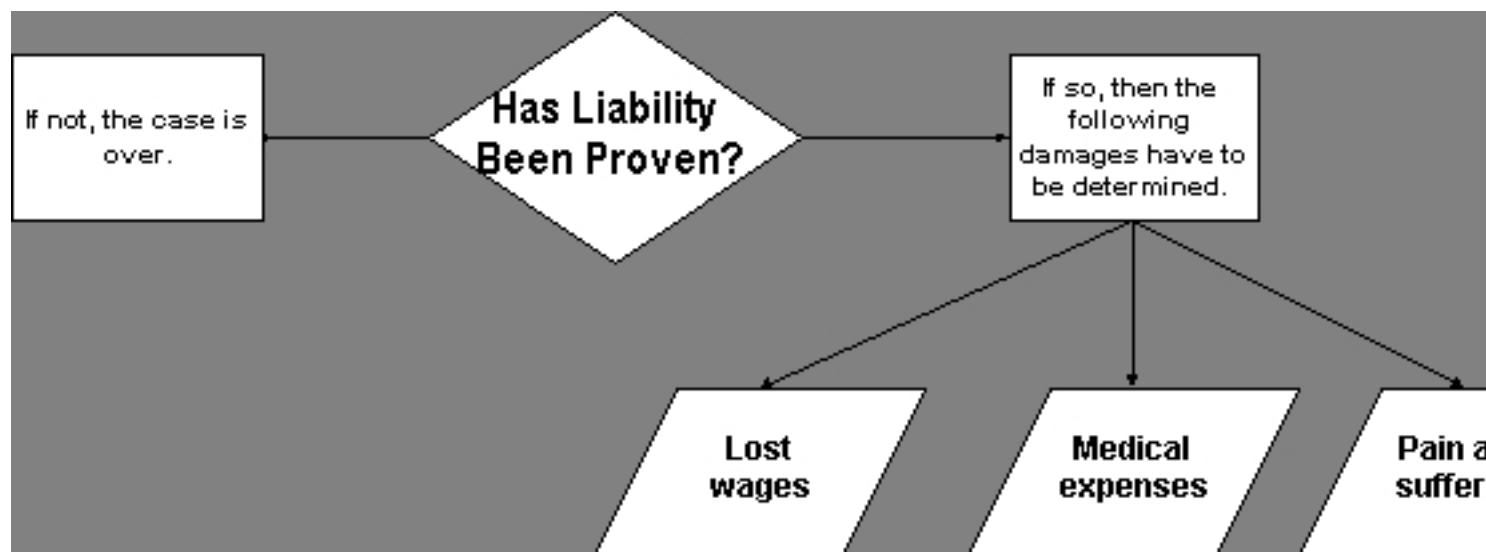 If not, the case is
over.
Has Liability
Been Proven?
If so, then the
following
damages have to
be determined.
Lost
wages
Medical
expenses
Pain